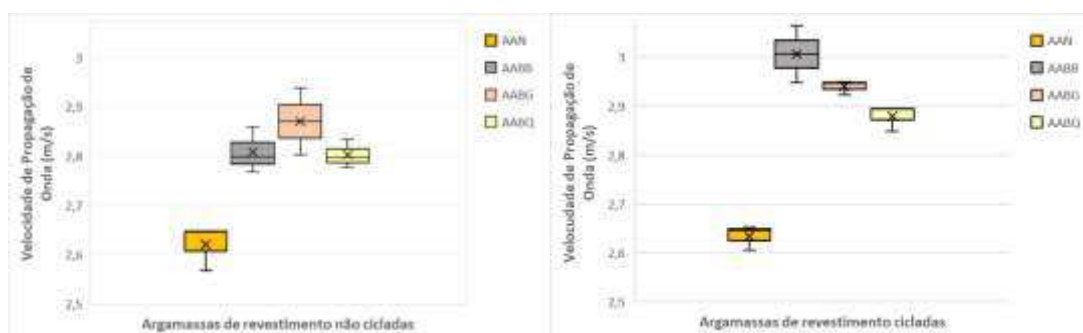 Velocidade de Propagação de
Onda (m/s)
3
2,9
2,8
2,7
2,6
2,5
Argamassas de revestimento não cicladas
AAN
AABB
AABG
AABQ
Velocudade de Propagação de
Onda (m/s)
3
2,9
2,8
2,7
2,6
2,5
Argamassas de revestimento cicladas
AAN
AABB
AABG
AABQ